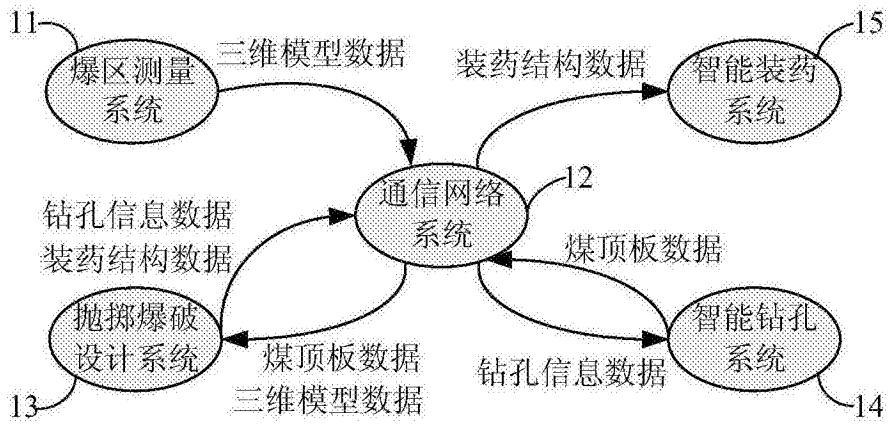 11
爆区测量
系统
三维模型数据
装药结构数据
15
智能装药
系统
通信网络
系统
12
钻孔信息数据
装药结构数据
煤顶板数据
抛掷爆破
设计系统
13
煤顶板数据
三维模型数据
钻孔信息数据
智能钻孔
系统
14